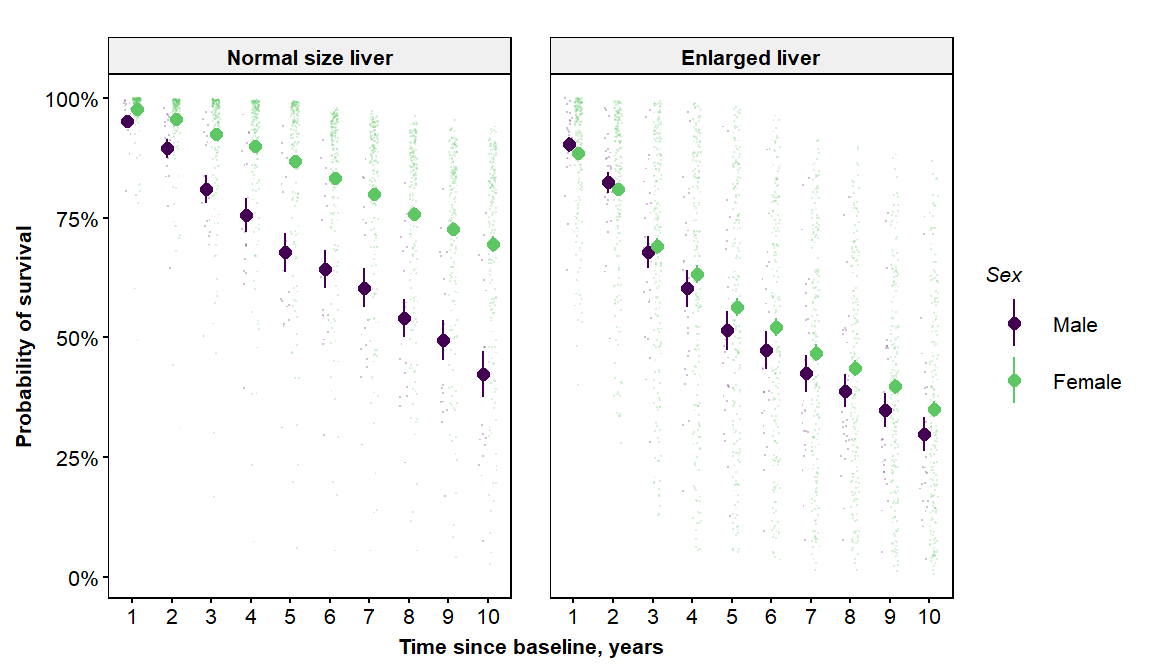 Normal size liver
Enlarged liver
Probability of survival
100%
75%
50%
25%
0%
1 2 3 4 5 6 7 8 9 10
1 2 3 4 5 6 7 8 9 10
Time since baseline, years
Sex
Male
Female